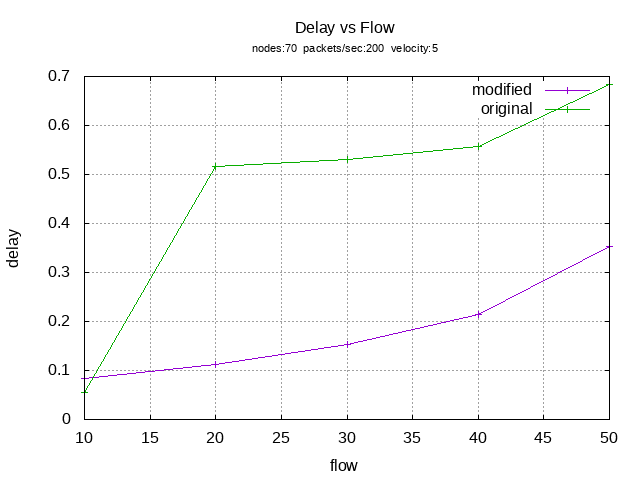 Delay vs Flow
nodes:70 packets/sec:200 velocity:5
modified
original
0.7
0.6
0.5
0.4
0.3
0.2
0.1
0
delay
10 15 20 25 30 35 40 45 50
flow